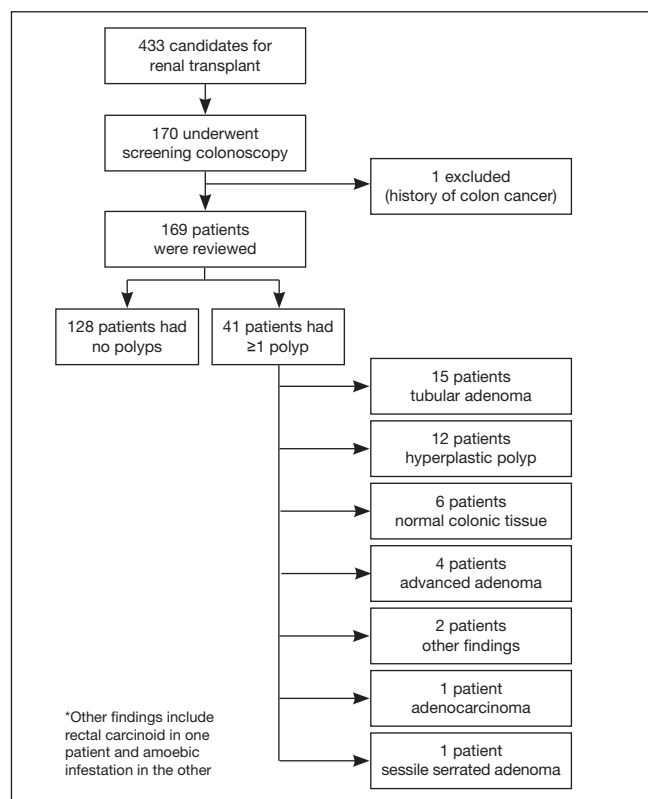 433 candidates for
renal transplant
170 underwent
screening colonoscopy
1 excluded
(history of colon cancer)
169 patients
were reviewed
128 patients had
no polyps
41 patients had
≥1 polyp
15 patients
tubular adenoma
12 patients
hyperplastic polyp
6 patients
normal colonic tissue
4 patients
advanced adenoma
2 patients
other findings
1 patient
adenocarcinoma
1 patient
sessile serrated adenoma
*Other findings include
rectal carcinoid in one
patient and amoebic
infestation in the other